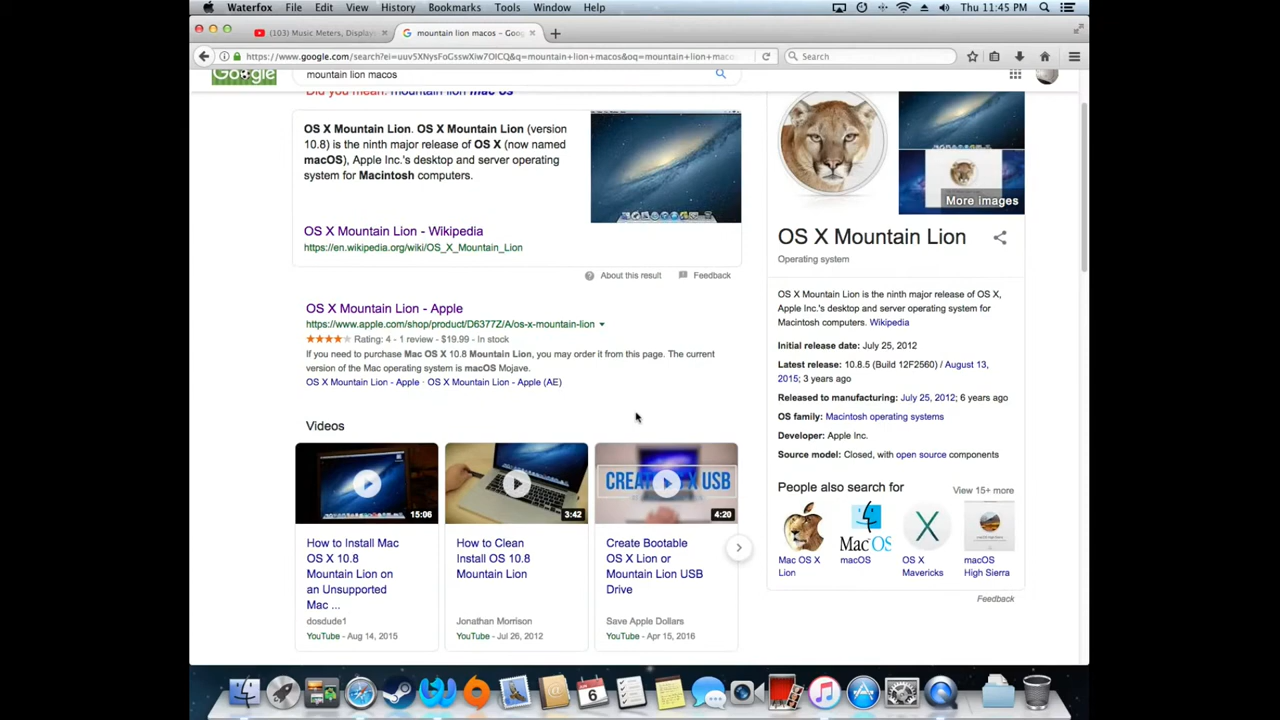 Waterfox File Edit View History Bookmarks Tools Window Help Thu 11:45 PM
(103) Music Meters, Display mountain lion macos - Goog
https://www.google.com/search?ei=uuv5XNysFoGsswXiw7OICQ&q=mountain+lion+macos&oq=mountain+lion+mac Search
Google mountain lion macos
Did you mean: mountain lion mac os
OS X Mountain Lion. OS X Mountain Lion (version
10.8) is the ninth major release of OS X (now named
macOS), Apple Inc.'s desktop and server operating
system for Macintosh computers.
OS X Mountain Lion - Wikipedia
https://en.wikipedia.org/wiki/OS_X_Mountain_Lion
About this result Feedback
OS X Mountain Lion - Apple
https://www.apple.com/shop/product/D6377Z/A/os-x-mountain-lion
Rating: 4 - 1 review - $19.99 - In stock
If you need to purchase Mac OS X 10.8 Mountain Lion, you may order it from this page. The current
version of the Mac operating system is macOS Mojave.
OS X Mountain Lion - Apple · OS X Mountain Lion - Apple (AE)
Videos
15:06
3:42
CREATE X USB
4:20
How to Install Mac
OS X 10.8
Mountain Lion on
an Unsupported
Mac ...
dosdude1
YouTube - Aug 14, 2015
How to Clean
Install OS 10.8
Mountain Lion
Jonathan Morrison
YouTube - Jul 26, 2012
Create Bootable
OS X Lion or
Mountain Lion USB
Drive
Save Apple Dollars
YouTube - Apr 15, 2016
More images
OS X Mountain Lion
Operating system
OS X Mountain Lion is the ninth major release of OS X,
Apple Inc.'s desktop and server operating system for
Macintosh computers. Wikipedia
Initial release date: July 25, 2012
Latest release: 10.8.5 (Build 12F2560) / August 13,
2015; 3 years ago
Released to manufacturing: July 25, 2012; 6 years ago
OS family: Macintosh operating systems
Developer: Apple Inc.
Source model: Closed, with open source components
People also search for View 15+ more
Mac OS
X
Mac OS X
Lion
macOS
OS X
Mavericks
macOS
High Sierra
Feedback
6